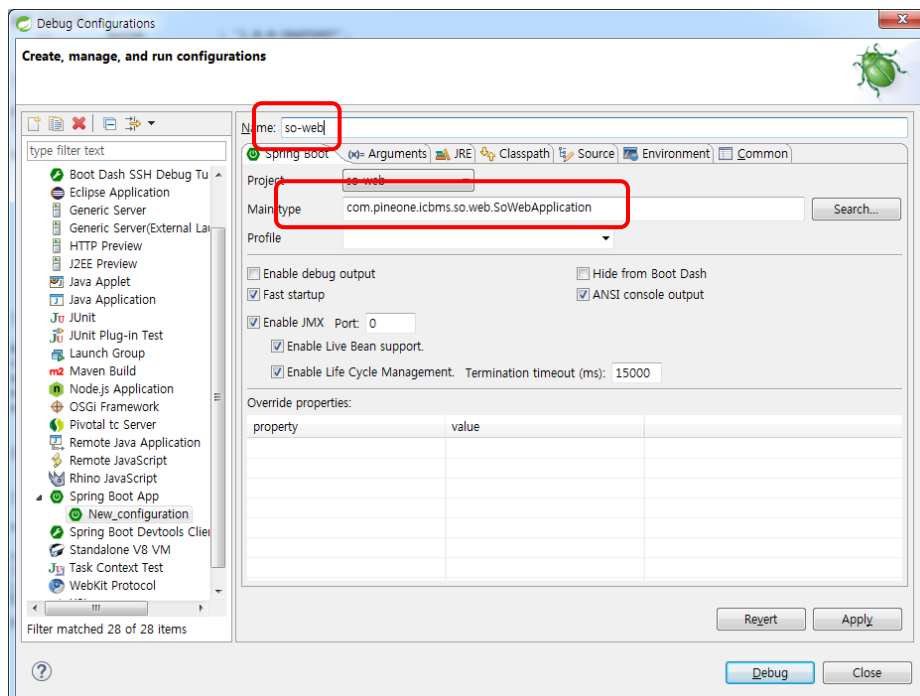 Debug Configurations
Create, manage, and run configurations
Name: so-web
type filter text
Spring Boot (x)= Arguments JRE Classpath Source Environment Common
Boot Dash SSH Debug Tu
Eclipse Application
Generic Server
Generic Server(External La
HTTP Preview
J2EE Preview
Java Applet
Java Application
JUnit
JUnit Plug-in Test
Launch Group
Maven Build
Node.js Application
OSGi Framework
Pivotal tc Server
Remote Java Application
Remote JavaScript
Rhino JavaScript
Spring Boot App
New_configuration
Spring Boot Devtools Clier
Standalone V8 VM
Task Context Test
WebKit Protocol
Filter matched 28 of 28 items
Project so-web
Main type com.pineone.icbms.so.web.SoWebApplication Search...
Profile
Enable debug output Hide from Boot Dash
Fast startup ANSI console output
Enable JMX Port: 0
Enable Live Bean support.
Enable Life Cycle Management. Termination timeout (ms): 15000
Override properties:
property value
Revert Apply
Debug Close